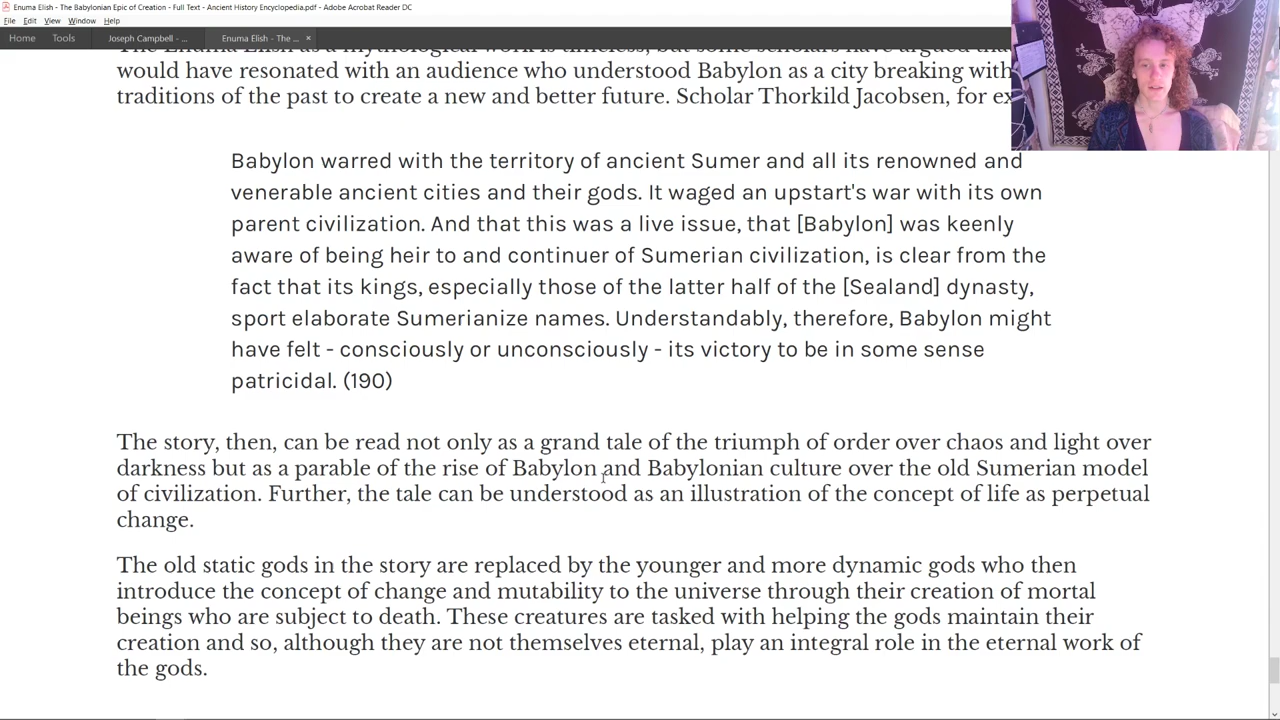 Enuma Elish - The Babylonian Epic of Creation - Full Text - Ancient History Encyclopedia.pdf - Adobe Acrobat Reader DC
File Edit View Window Help
Home Tools Joseph Campbell - ... Enuma Elish - The ... ×
The Enuma Elish as a mythological work is timeless, but some scholars have argued
would have resonated with an audience who understood Babylon as a city breaking with
traditions of the past to create a new and better future. Scholar Thorkild Jacobsen, for
Babylon warred with the territory of ancient Sumer and all its renowned and
venerable ancient cities and their gods. It waged an upstart's war with its own
parent civilization. And that this was a live issue, that [Babylon] was keenly
aware of being heir to and continuer of Sumerian civilization, is clear from the
fact that its kings, especially those of the latter half of the [Sealand] dynasty,
sport elaborate Sumerianize names. Understandably, therefore, Babylon might
have felt - consciously or unconsciously - its victory to be in some sense
patricidal. (190)
The story, then, can be read not only as a grand tale of the triumph of order over chaos and light over
darkness but as a parable of the rise of Babylon and Babylonian culture over the old Sumerian model
of civilization. Further, the tale can be understood as an illustration of the concept of life as perpetual
change.
The old static gods in the story are replaced by the younger and more dynamic gods who then
introduce the concept of change and mutability to the universe through their creation of mortal
beings who are subject to death. These creatures are tasked with helping the gods maintain their
creation and so, although they are not themselves eternal, play an integral role in the eternal work of
the gods.